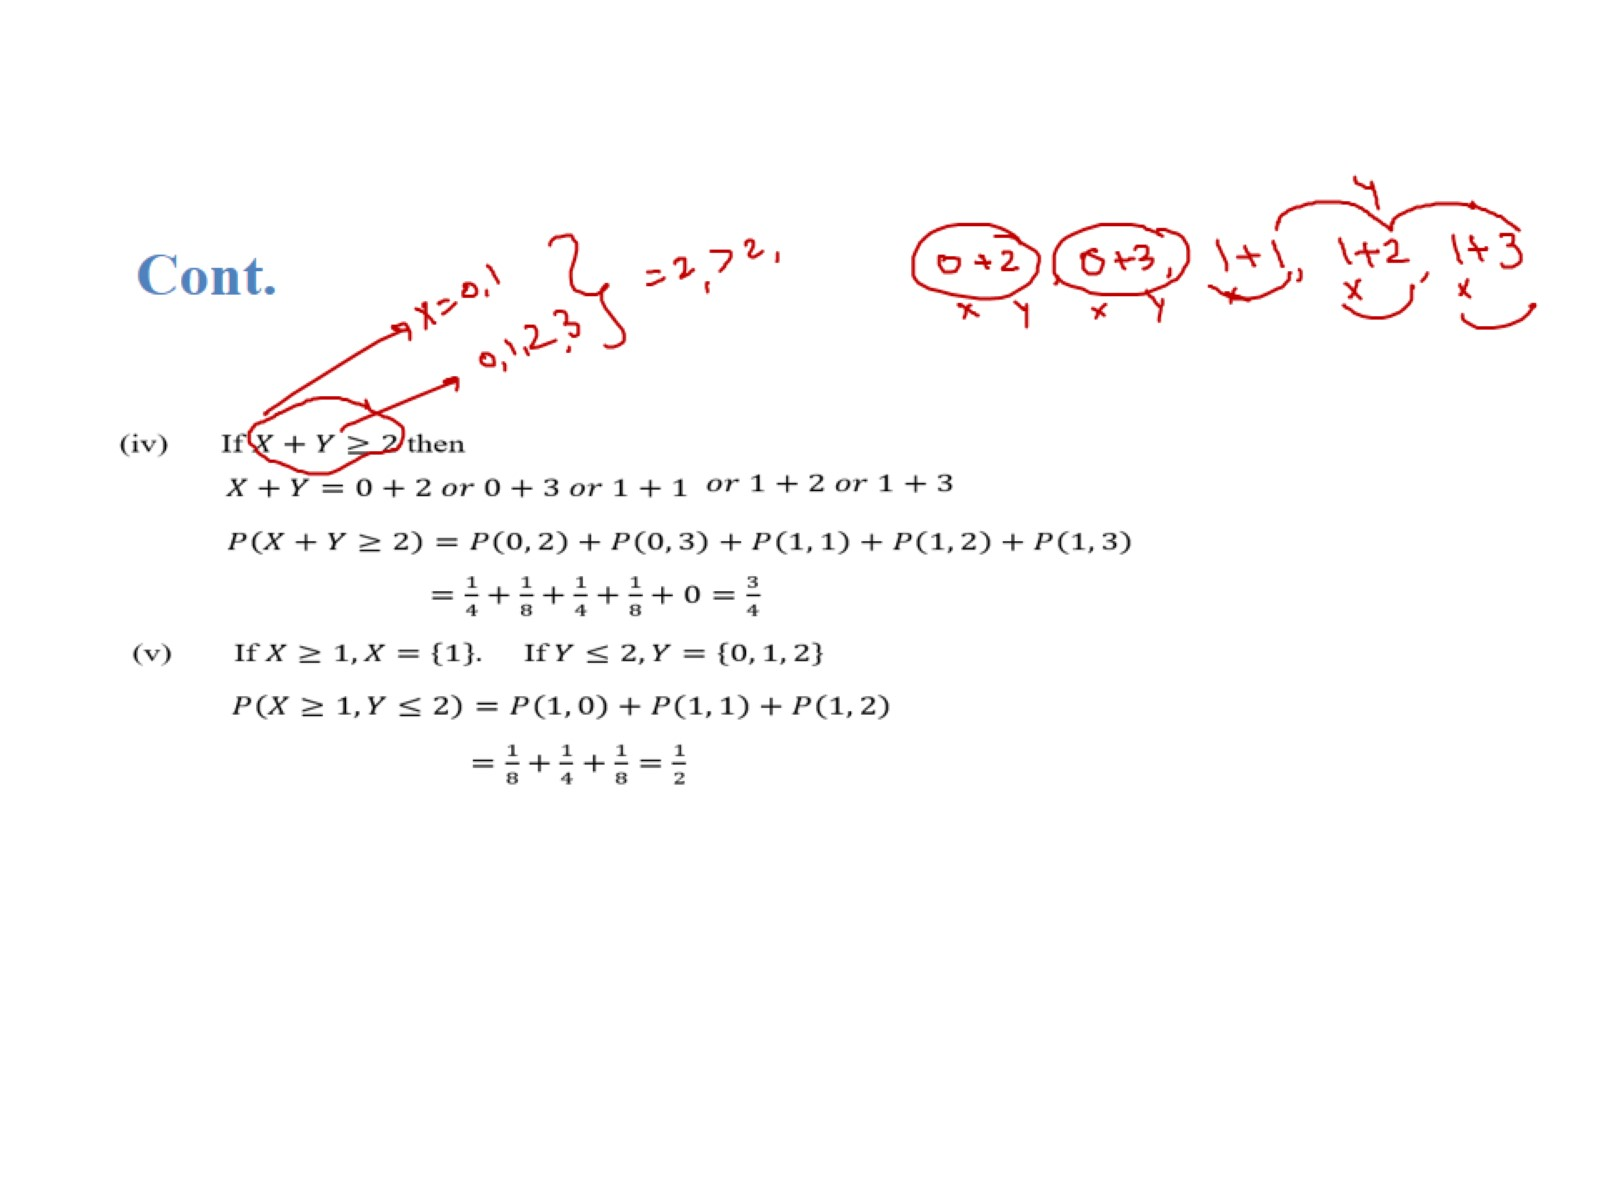 Y
0+2, 0+3, 1+1, 1+2, 1+3
x y x y x x x
Cont.
X=0,1
0,1,2,3
} =2, >2,
(iv) If X + Y ≥ 2 then
X + Y = 0 + 2 or 0 + 3 or 1 + 1 or 1 + 2 or 1 + 3
P(X + Y ≥ 2) = P(0, 2) + P(0, 3) + P(1, 1) + P(1, 2) + P(1, 3)
= 1/4 + 1/8 + 1/4 + 1/8 + 0 = 3/4
(v) If X ≥ 1, X = {1}. If Y ≤ 2, Y = {0, 1, 2}
P(X ≥ 1, Y ≤ 2) = P(1, 0) + P(1, 1) + P(1, 2)
= 1/8 + 1/4 + 1/8 = 1/2